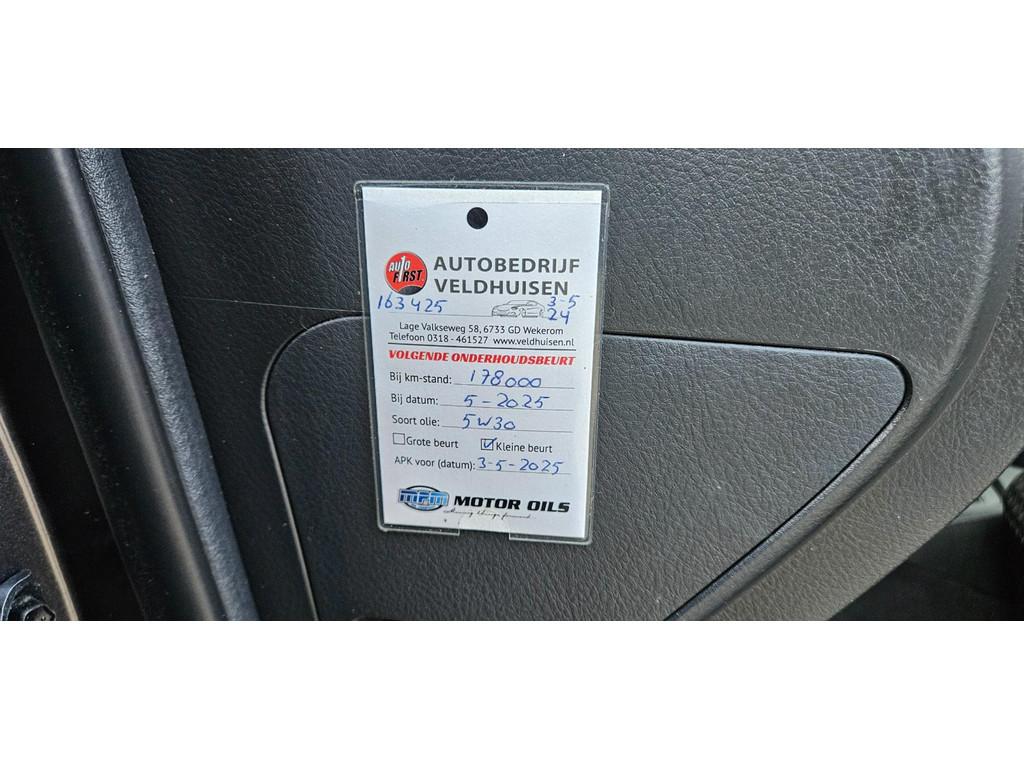 AUTO
FIRST
AUTOBEDRIJF
VELDHUISEN
163425
3-5
24
Lage Valkseweg 58, 6733 GD Wekerom
Telefoon 0318 - 461527 www.veldhuisen.nl
VOLGENDE ONDERHOUDSBEURT
Bij km-stand: 178000
Bij datum: 5-2025
Soort olie: 5W30
Grote beurt Kleine beurt
APK voor (datum): 3-5-2025
MPM MOTOR OILS